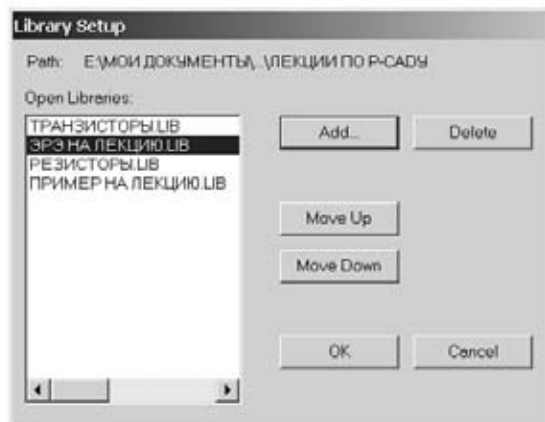 Library Setup
Path: E:\МОИ ДОКУМЕНТЫ\..\ЛЕКЦИИ ПО P-CADУ
Open Libraries:
ТРАНЗИСТОРЫ.LIB
ЭРЭ НА ЛЕКЦИЮ.LIB
РЕЗИСТОРЫ.LIB
ПРИМЕР НА ЛЕКЦИЮ.LIB
Add... Delete
Move Up
Move Down
OK Cancel